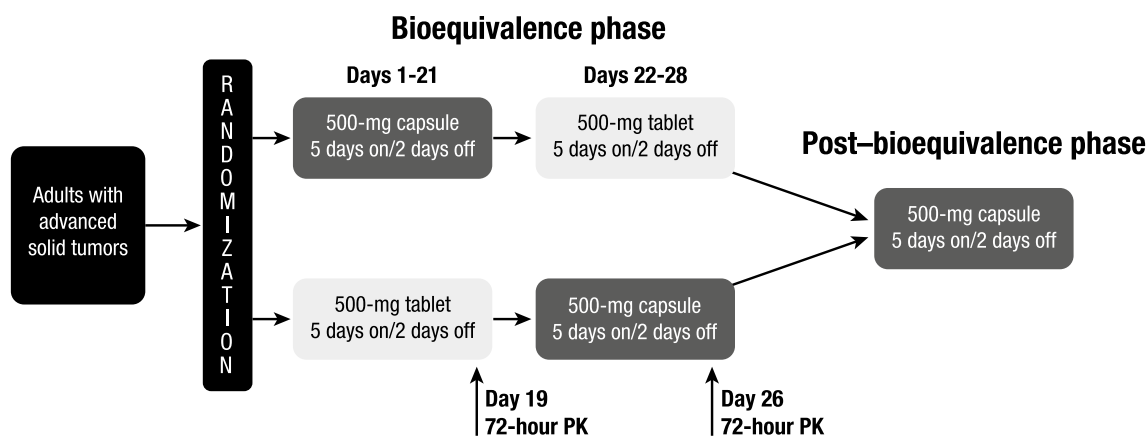 Bioequivalence phase
Days 1-21
Days 22-28
RANDOMIZATION
500-mg capsule
5 days on/2 days off
500-mg tablet
5 days on/2 days off
Post–bioequivalence phase
Adults with
advanced
solid tumors
500-mg capsule
5 days on/2 days off
500-mg tablet
5 days on/2 days off
500-mg capsule
5 days on/2 days off
Day 19
72-hour PK
Day 26
72-hour PK